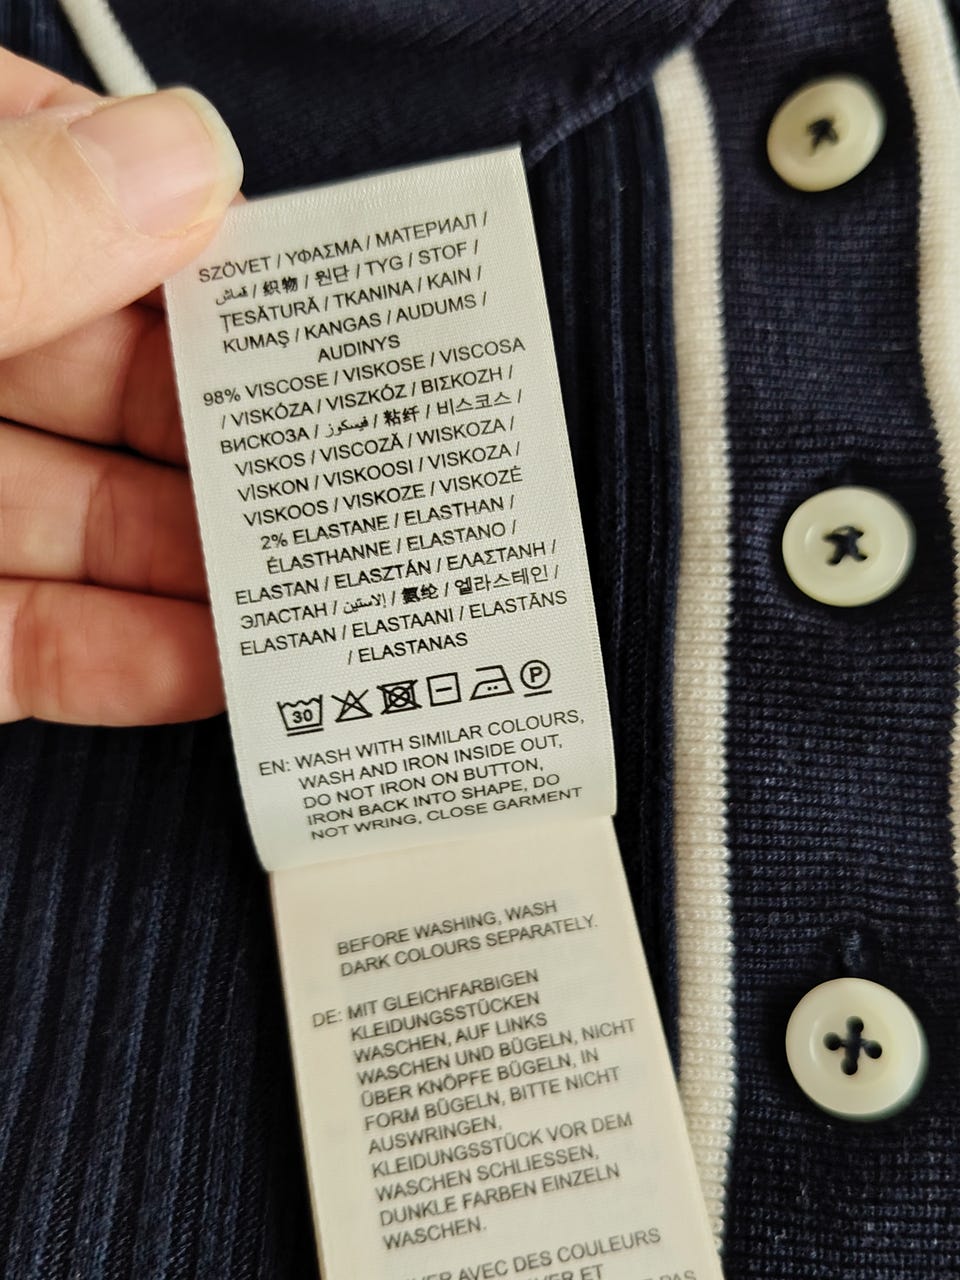 SZÖVET / ΥΦΑΣΜΑ / МАТЕРИАЛ /
قماش / 织物 / 원단 / TYG / STOF /
ȚESĂTURĂ / TKANINA / KAIN /
KUMAŞ / KANGAS / AUDUMS /
AUDINYS
98% VISCOSE / VISKOSE / VISCOSA
/ VISKÓZA / VISZKÓZ / ΒΙΣΚΟΖΗ /
ВИСКОЗА / فيسكوز / 粘纤 / 비스코스 /
VISKOS / VISCOZĂ / WISKOZA /
VİSKON / VISKOOSI / VISKOZA /
VISKOOS / VISKOZE / VISKOZĖ
2% ELASTANE / ELASTHAN /
ÉLASTHANNE / ELASTANO /
ELASTAN / ELASZTÁN / ΕΛΑΣΤΑΝΗ /
ЭЛАСТАН / إلاستين / 氨纶 / 엘라스테인 /
ELASTAAN / ELASTAANI / ELASTĀNS
/ ELASTANAS
30 P
EN: WASH WITH SIMILAR COLOURS,
WASH AND IRON INSIDE OUT,
DO NOT IRON ON BUTTON,
IRON BACK INTO SHAPE, DO
NOT WRING, CLOSE GARMENT
BEFORE WASHING, WASH
DARK COLOURS SEPARATELY.
DE: MIT GLEICHFARBIGEN
KLEIDUNGSSTÜCKEN
WASCHEN, AUF LINKS
WASCHEN UND BÜGELN, NICHT
ÜBER KNÖPFE BÜGELN, IN
FORM BÜGELN, BITTE NICHT
AUSWRINGEN,
KLEIDUNGSSTÜCK VOR DEM
WASCHEN SCHLIESSEN,
DUNKLE FARBEN EINZELN
WASCHEN.
AVEC DES COULEURS
ET
PAS